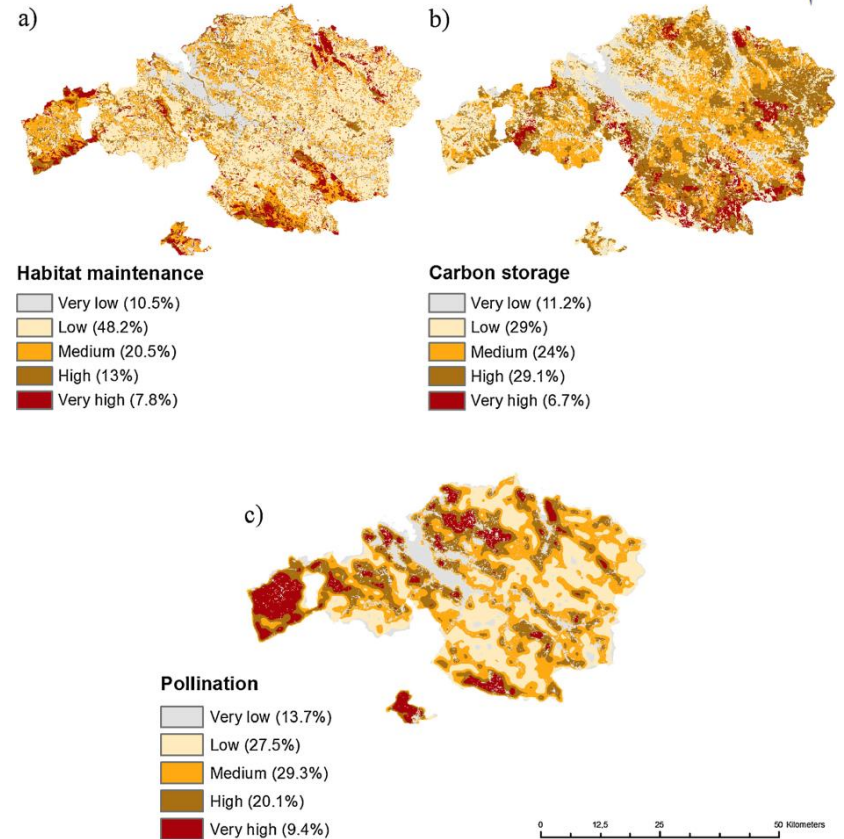 a)
b)
Habitat maintenance
Very low (10.5%)
Low (48.2%)
Medium (20.5%)
High (13%)
Very high (7.8%)
Carbon storage
Very low (11.2%)
Low (29%)
Medium (24%)
High (29.1%)
Very high (6.7%)
c)
Pollination
Very low (13.7%)
Low (27.5%)
Medium (29.3%)
High (20.1%)
Very high (9.4%)
0 12,5 25 50 Kilometers